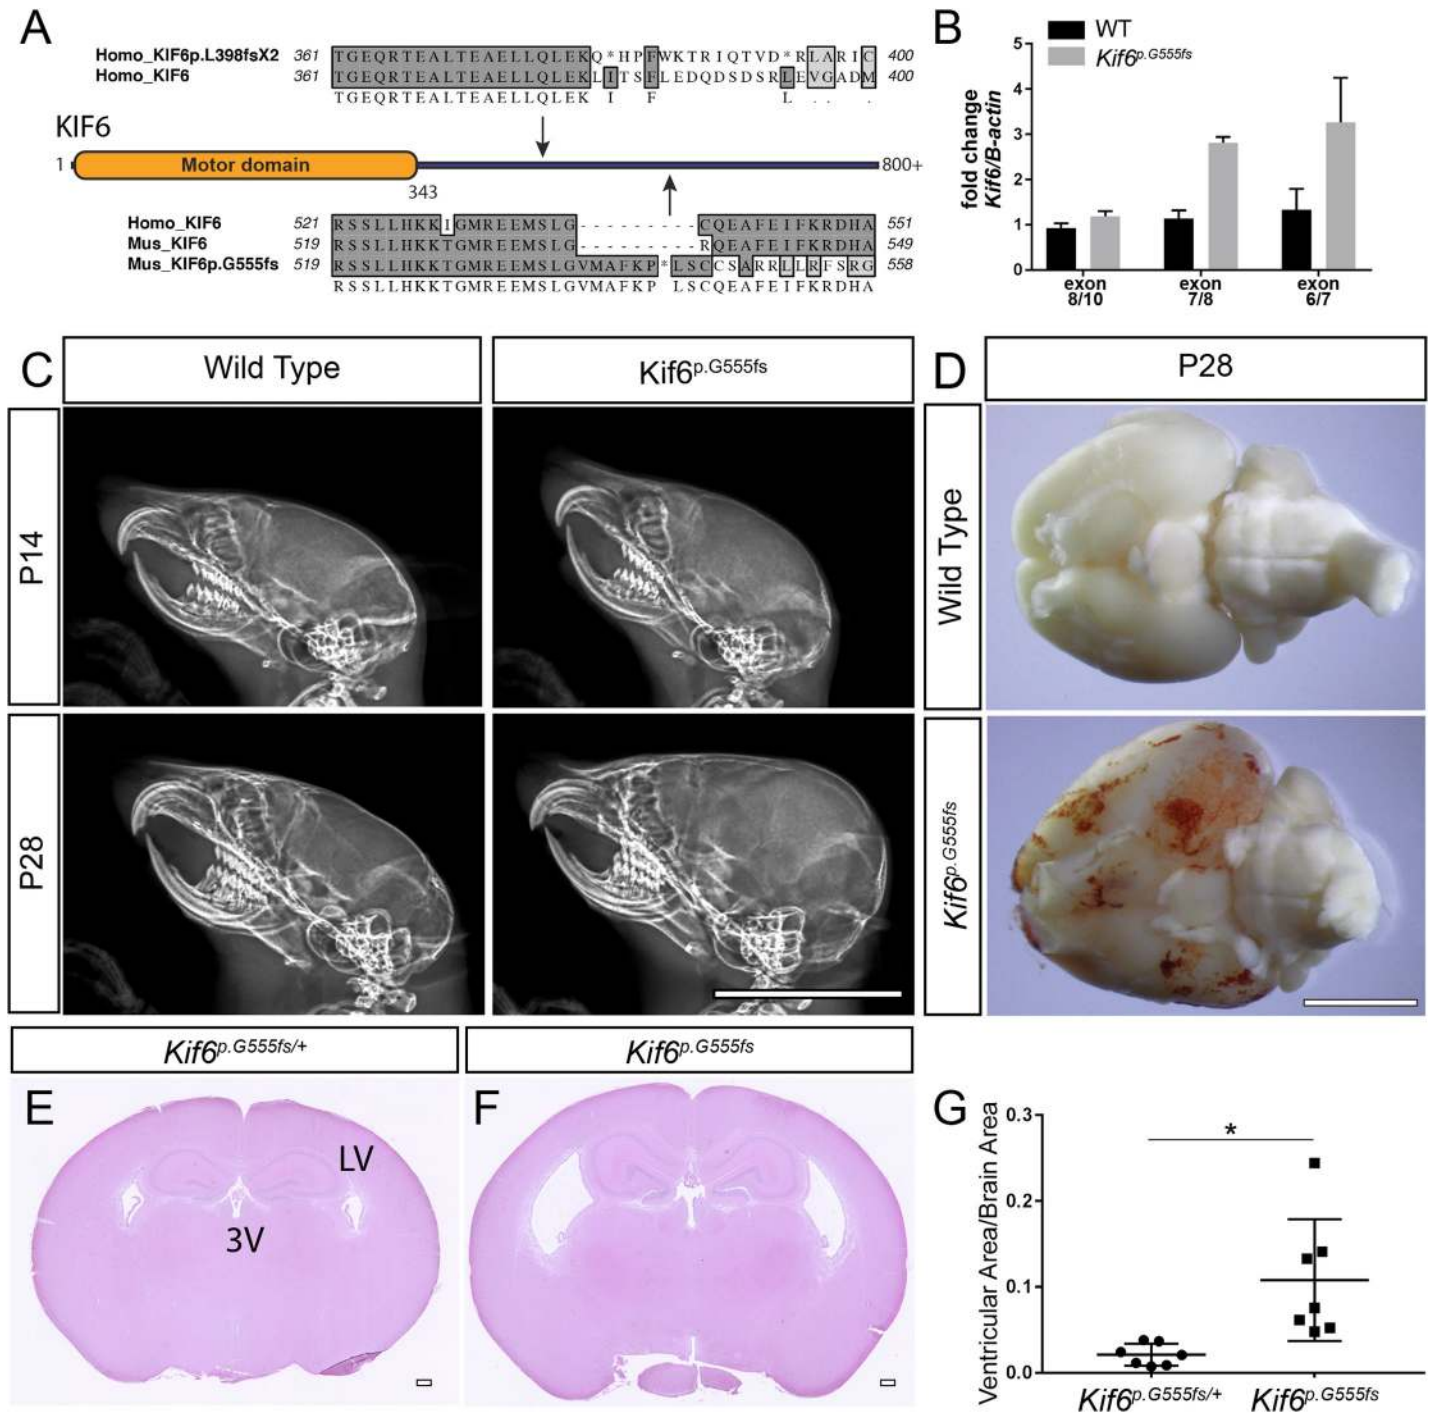 A
Homo_KIF6p.L398fsX2 361 TGEQRTEALTEAELLQLEKQ*HPFWKTRIQTVD*RLARIC 400
Homo_KIF6 361 TGEQRTEALTEAELLQLEKLITSFLEDQDSDSRLEVGADM 400
TGEQRTEALTEAELLQLEK I F L . . .
KIF6
1 Motor domain 800+
343
Homo_KIF6 521 RSSLLHKKIGMREEMSLG---------CQEAFEIFKRDHA 551
Mus_KIF6 519 RSSLLHKKTGMREEMSLG---------RQEAFEIFKRDHA 549
Mus_KIF6p.G555fs 519 RSSLLHKKTGMREEMSLGVMAFKP*LSCCSARRLLRFSRG 558
RSSLLHKKTGMREEMSLGVMAFKP LSCQEAFEIFKRDHA
B
WT
Kif6p.G555fs
fold change
Kif6/B-actin
5
4
3
2
1
0
exon 8/10
exon 7/8
exon 6/7
C
Wild Type
Kif6p.G555fs
P14
P28
D
P28
Wild Type
Kif6p.G555fs
Kif6p.G555fs/+
Kif6p.G555fs
E
LV
3V
F
G
Ventricular Area/Brain Area
0.3
0.2
0.1
0.0
*
Kif6p.G555fs/+
Kif6p.G555fs